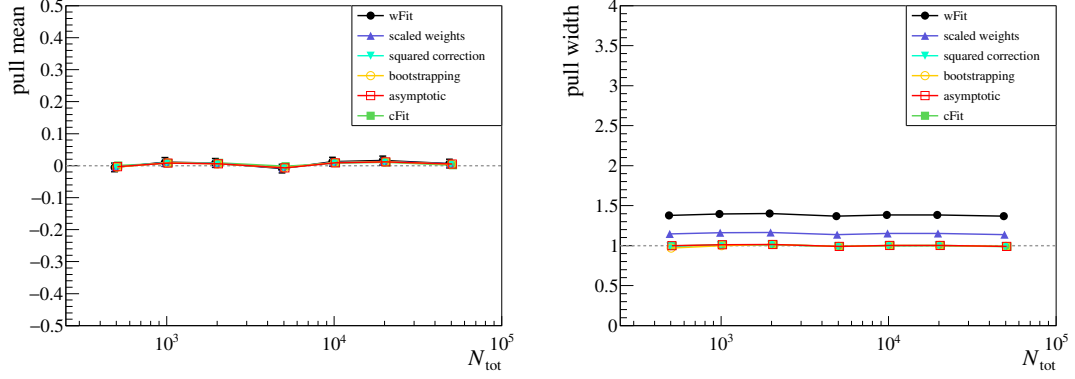 pull mean
0.5
0.4
0.3
0.2
0.1
0
−0.1
−0.2
−0.3
−0.4
−0.5
wFit
scaled weights
squared correction
bootstrapping
asymptotic
cFit
10^3
10^4
10^5
N_tot
pull width
4
3.5
3
2.5
2
1.5
1
0.5
0
wFit
scaled weights
squared correction
bootstrapping
asymptotic
cFit
10^3
10^4
10^5
N_tot